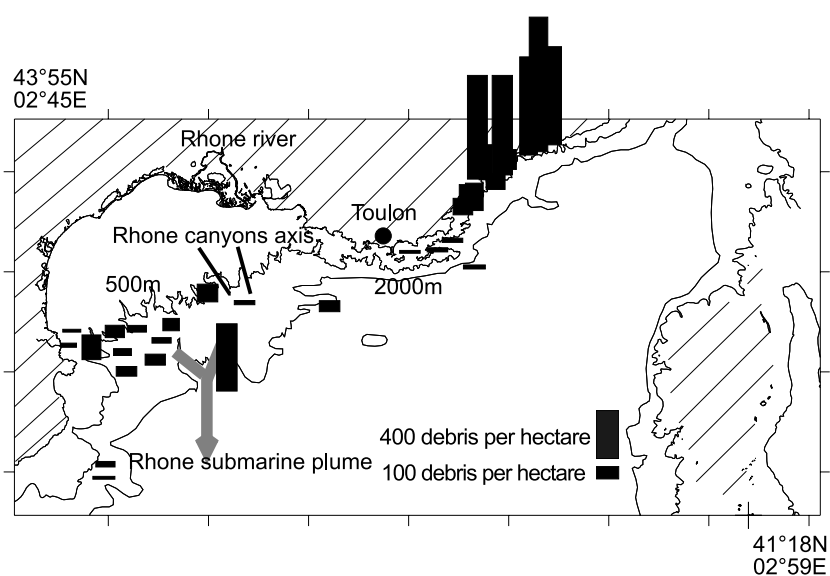 43°55N
02°45E
Rhone river
Toulon
Rhone canyons axis
500m
2000m
400 debris per hectare
100 debris per hectare
Rhone submarine plume
41°18N
02°59E